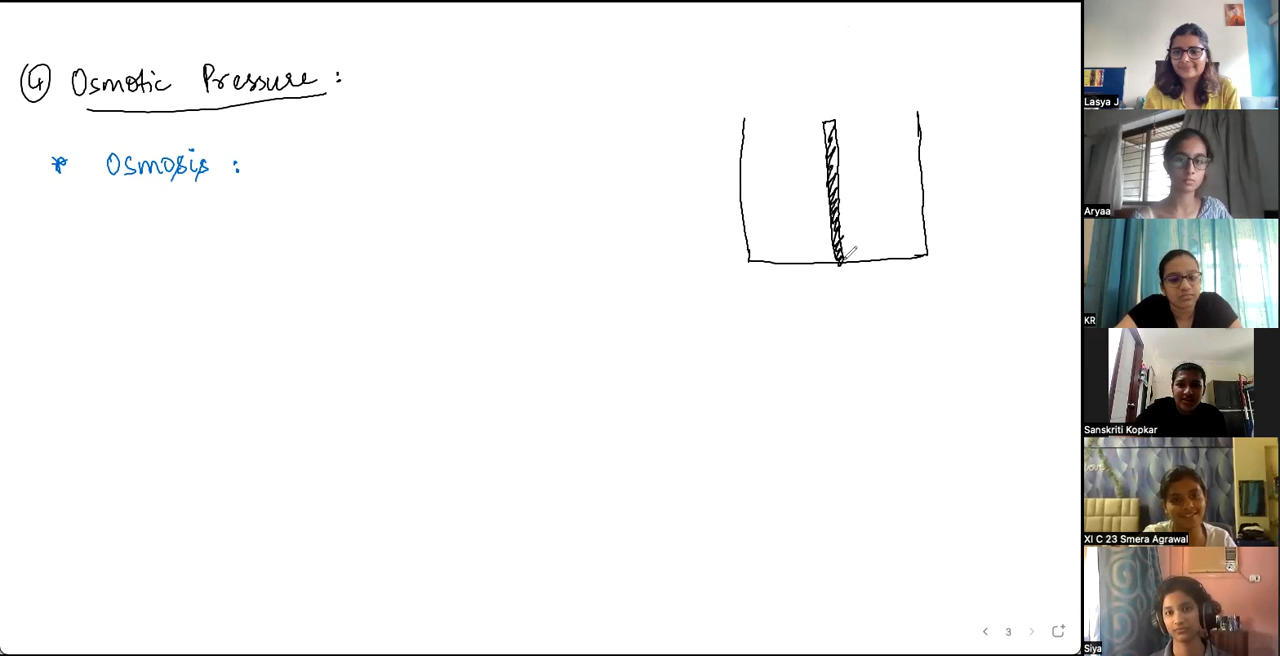 ④ Osmotic Pressure :
* Osmosis :
Lasya J
Aryaa
KR
Sanskriti Kopkar
XI C 23 Smera Agrawal
Siya
3